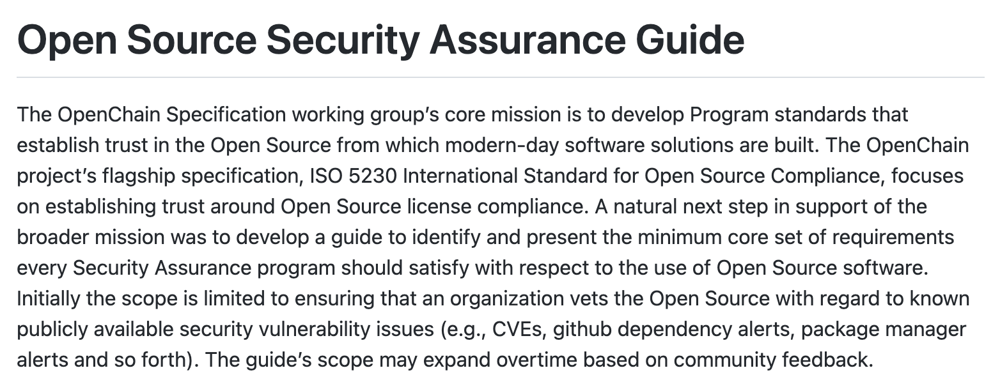 Open Source Security Assurance Guide
The OpenChain Specification working group’s core mission is to develop Program standards that
establish trust in the Open Source from which modern-day software solutions are built. The OpenChain
project’s flagship specification, ISO 5230 International Standard for Open Source Compliance, focuses
on establishing trust around Open Source license compliance. A natural next step in support of the
broader mission was to develop a guide to identify and present the minimum core set of requirements
every Security Assurance program should satisfy with respect to the use of Open Source software.
Initially the scope is limited to ensuring that an organization vets the Open Source with regard to known
publicly available security vulnerability issues (e.g., CVEs, github dependency alerts, package manager
alerts and so forth). The guide’s scope may expand overtime based on community feedback.